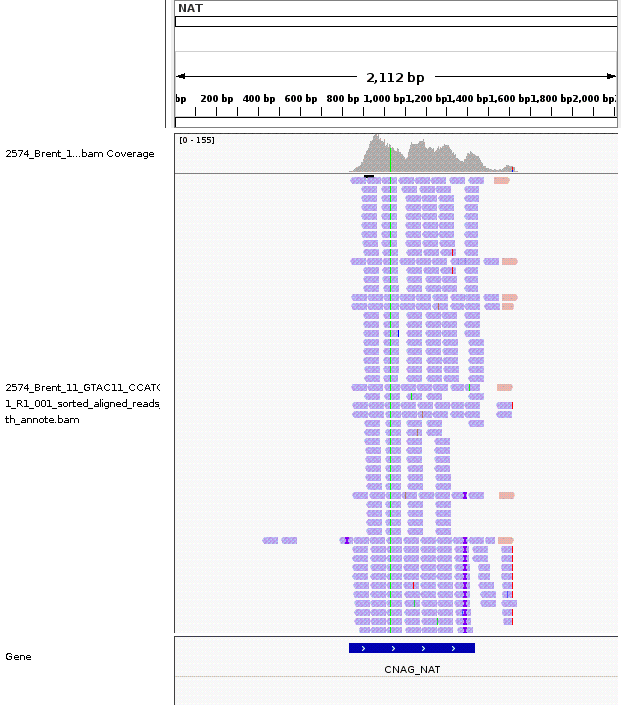 NAT
2,112 bp
bp 200 bp 400 bp 600 bp 800 bp 1,000 bp 1,200 bp 1,400 bp 1,600 bp 1,800 bp 2,000 bp
[0 - 155]
2574_Brent_1...bam Coverage
2574_Brent_11_GTAC11_CCATC
1_R1_001_sorted_aligned_reads_
th_annote.bam
Gene
CNAG_NAT